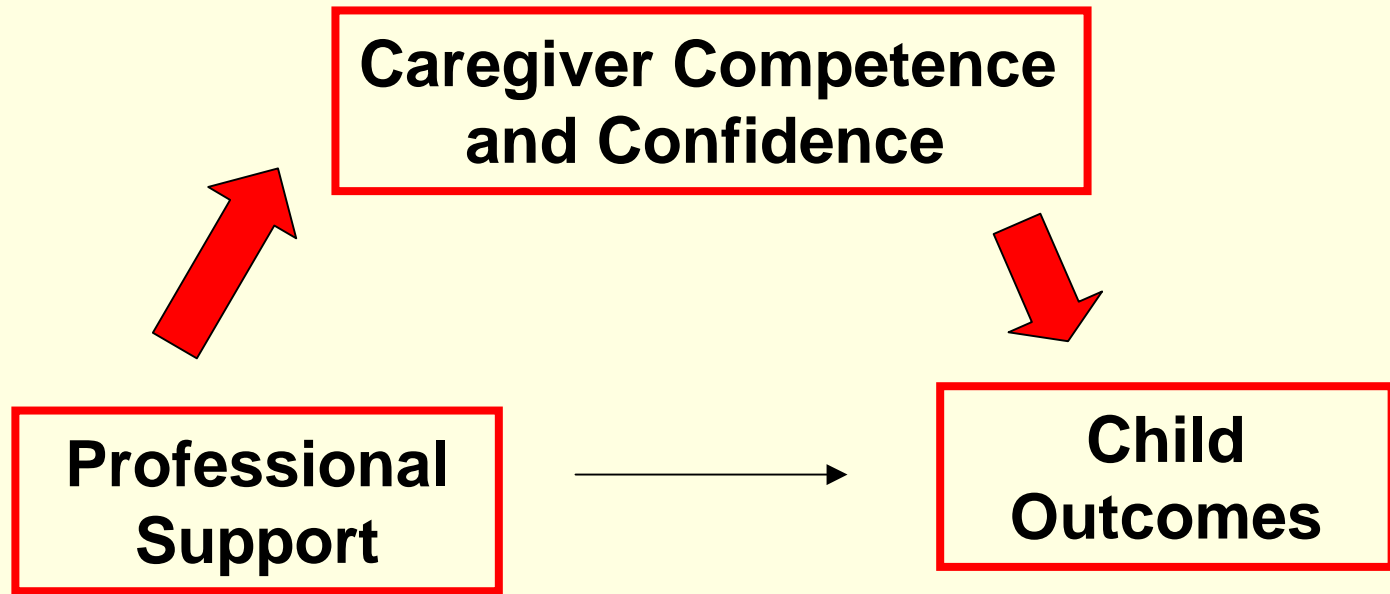 Caregiver Competence
and Confidence
Professional
Support
Child
Outcomes